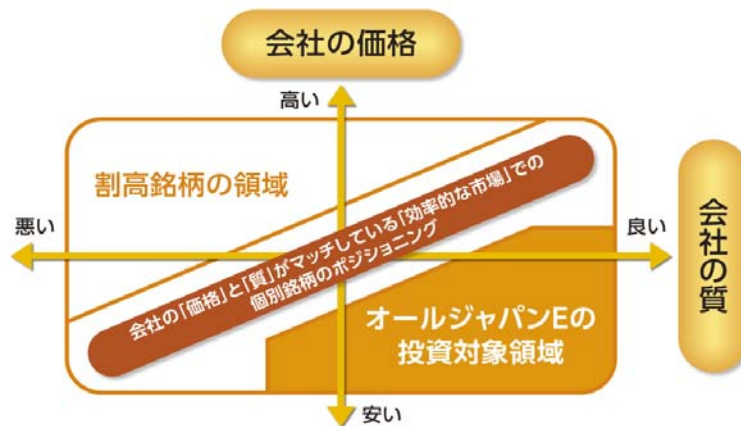 会社の価格
高い
割高銘柄の領域
会社の「価格」と「質」がマッチしている「効率的な市場」での
個別銘柄のポジショニング
悪い
良い
会社の質
オールジャパンEの
投資対象領域
安い